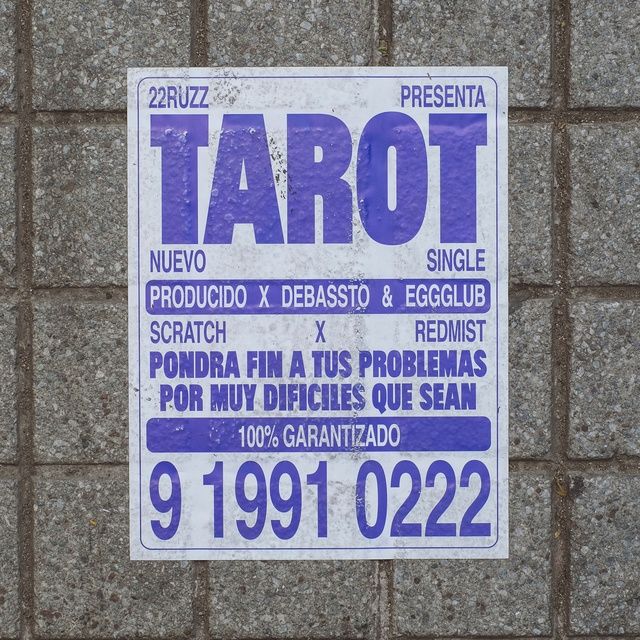 22RUZZ PRESENTA
TAROT
NUEVO SINGLE
PRODUCIDO X DEBASSTO & EGGGLUB
SCRATCH X REDMIST
PONDRA FIN A TUS PROBLEMAS
POR MUY DIFICILES QUE SEAN
100% GARANTIZADO
9 1991 0222